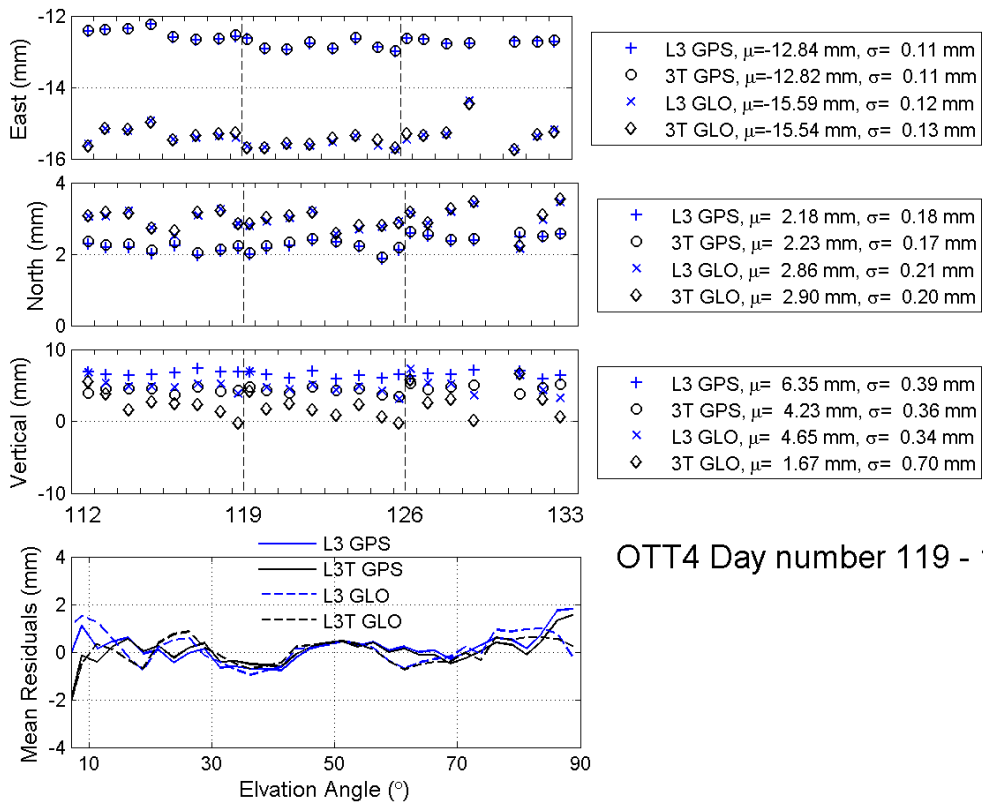 -12
-14
-16
East (mm)
L3 GPS, μ=-12.84 mm, σ= 0.11 mm
3T GPS, μ=-12.82 mm, σ= 0.11 mm
L3 GLO, μ=-15.59 mm, σ= 0.12 mm
3T GLO, μ=-15.54 mm, σ= 0.13 mm
4
2
0
North (mm)
L3 GPS, μ= 2.18 mm, σ= 0.18 mm
3T GPS, μ= 2.23 mm, σ= 0.17 mm
L3 GLO, μ= 2.86 mm, σ= 0.21 mm
3T GLO, μ= 2.90 mm, σ= 0.20 mm
10
0
-10
Vertical (mm)
L3 GPS, μ= 6.35 mm, σ= 0.39 mm
3T GPS, μ= 4.23 mm, σ= 0.36 mm
L3 GLO, μ= 4.65 mm, σ= 0.34 mm
3T GLO, μ= 1.67 mm, σ= 0.70 mm
112 119 126 133
OTT4 Day number 119 -
4
2
0
-2
-4
Mean Residuals (mm)
L3 GPS
L3T GPS
L3 GLO
L3T GLO
10 30 50 70 90
Elvation Angle (°)